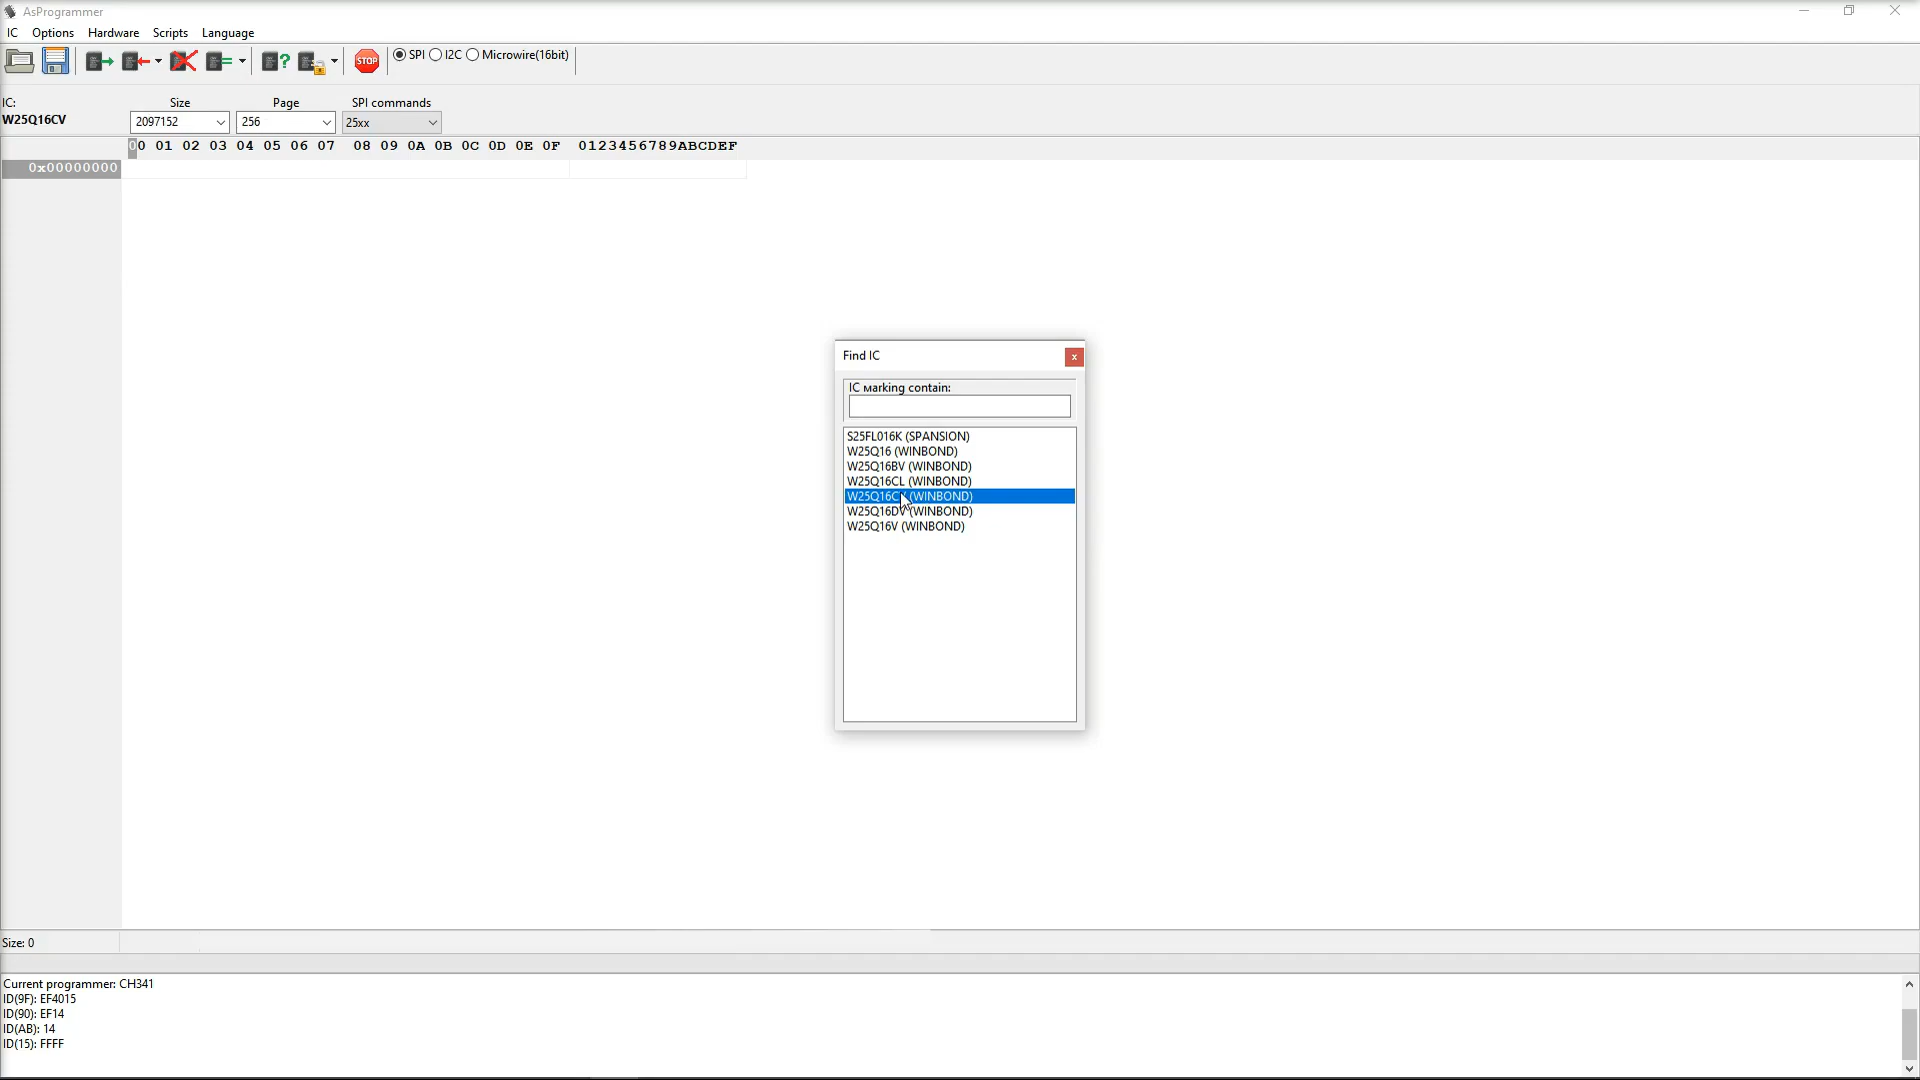 AsProgrammer
IC Options Hardware Scripts Language
STOP SPI I2C Microwire(16bit)
IC: Size Page SPI commands
W25Q16CV 2097152 256 25xx
00 01 02 03 04 05 06 07 08 09 0A 0B 0C 0D 0E 0F 0123456789ABCDEF
0x00000000
Find IC
x
IC marking contain:
S25FL016K (SPANSION)
W25Q16 (WINBOND)
W25Q16BV (WINBOND)
W25Q16CL (WINBOND)
W25Q16CV (WINBOND)
W25Q16DV (WINBOND)
W25Q16V (WINBOND)
Size: 0
Current programmer: CH341
ID(9F): EF4015
ID(90): EF14
ID(AB): 14
ID(15): FFFF